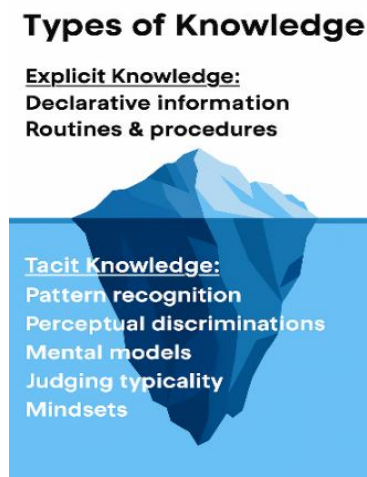 Types of Knowledge
Explicit Knowledge:
Declarative information
Routines & procedures
Tacit Knowledge:
Pattern recognition
Perceptual discriminations
Mental models
Judging typicality
Mindsets